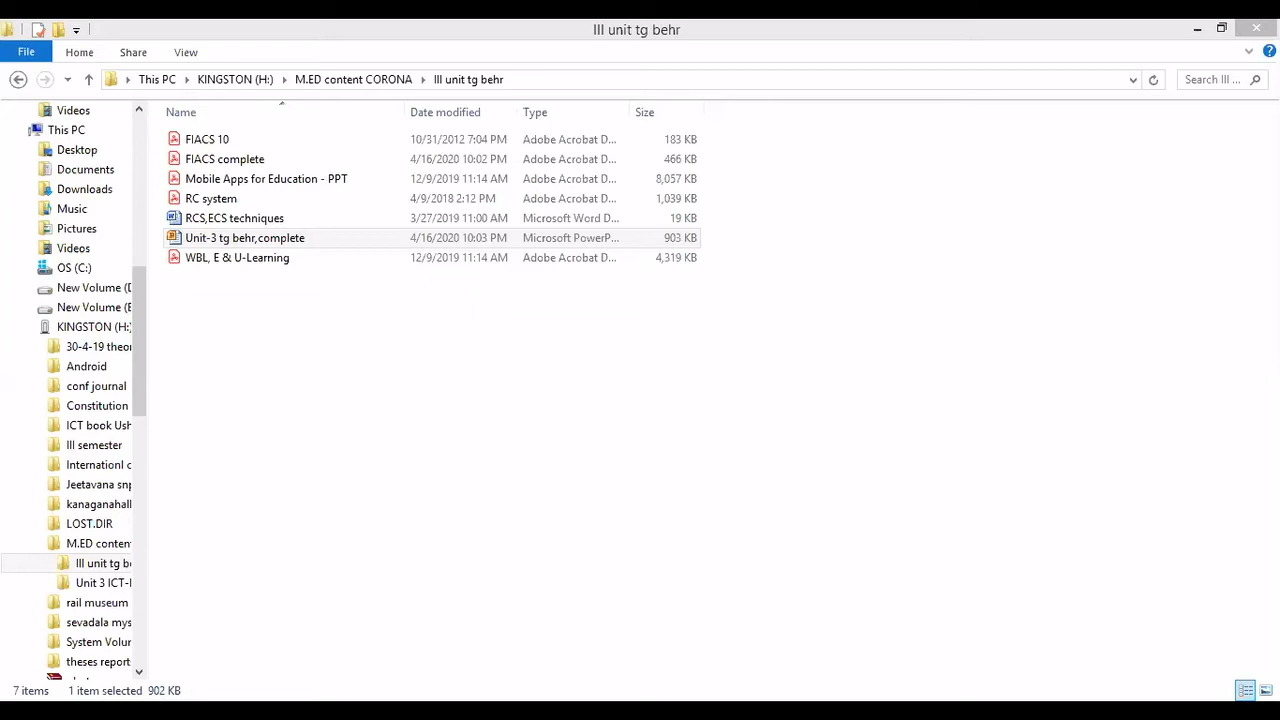 III unit tg behr
File Home Share View
This PC KINGSTON (H:) M.ED content CORONA III unit tg behr Search III ...
Name Date modified Type Size
FIACS 10 10/31/2012 7:04 PM Adobe Acrobat D... 183 KB
FIACS complete 4/16/2020 10:02 PM Adobe Acrobat D... 466 KB
Mobile Apps for Education - PPT 12/9/2019 11:14 AM Adobe Acrobat D... 8,057 KB
RC system 4/9/2018 2:12 PM Adobe Acrobat D... 1,039 KB
RCS,ECS techniques 3/27/2019 11:00 AM Microsoft Word D... 19 KB
Unit-3 tg behr,complete 4/16/2020 10:03 PM Microsoft PowerP... 903 KB
WBL, E & U-Learning 12/9/2019 11:14 AM Adobe Acrobat D... 4,319 KB
Videos
This PC
Desktop
Documents
Downloads
Music
Pictures
Videos
OS (C:)
New Volume (D
New Volume (E
KINGSTON (H:)
30-4-19 theor
Android
conf journal
Constitution
ICT book Ush
III semester
Internationl c
Jeetavana snp
kanaganahall
LOST.DIR
M.ED conten
III unit tg be
Unit 3 ICT-I
rail museum
sevadala mys
System Volur
theses report
7 items 1 item selected 902 KB